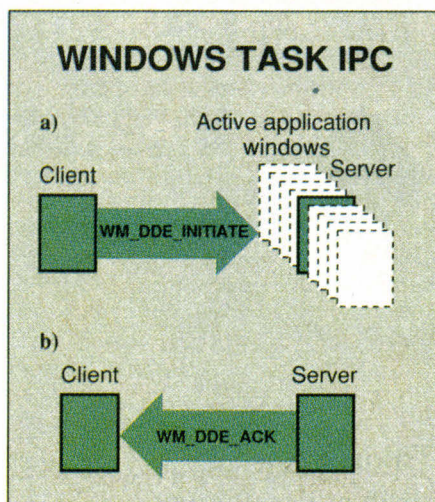 WINDOWS TASK IPC
a)
Active application
windows
Client
Server
WM_DDE_INITIATE
b)
Client
Server
WM_DDE_ACK